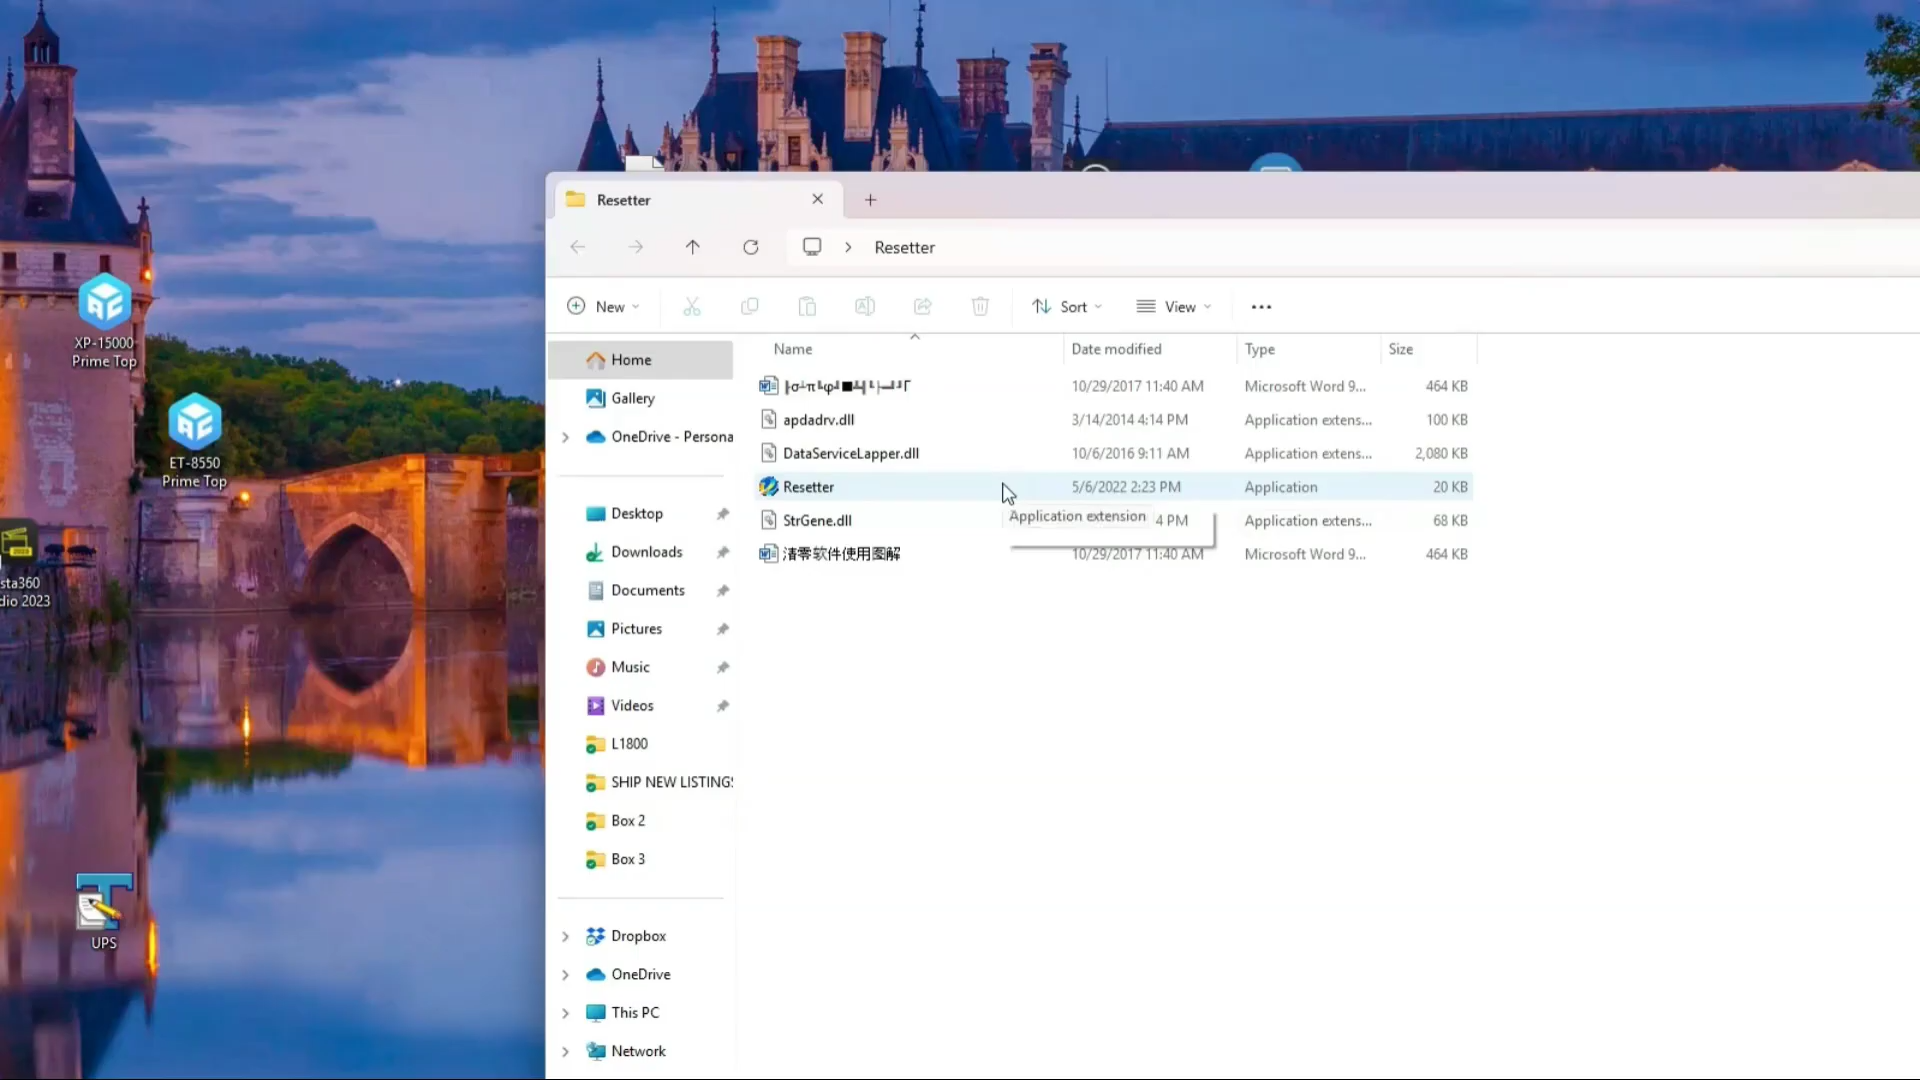 XP-15000
Prime Top
ET-8550
Prime Top
sta360
dio 2023
UPS
Resetter
Resetter
New
Sort
View
Home
Gallery
OneDrive - Persona
Desktop
Downloads
Documents
Pictures
Music
Videos
L1800
SHIP NEW LISTINGS
Box 2
Box 3
Dropbox
OneDrive
This PC
Network
Name Date modified Type Size
10/29/2017 11:40 AM Microsoft Word 9... 464 KB
apdadrv.dll 3/14/2014 4:14 PM Application extens... 100 KB
DataServiceLapper.dll 10/6/2016 9:11 AM Application extens... 2,080 KB
Resetter 5/6/2022 2:23 PM Application 20 KB
Application extension
StrGene.dll 4 PM Application extens... 68 KB
清零软件使用图解 10/29/2017 11:40 AM Microsoft Word 9... 464 KB